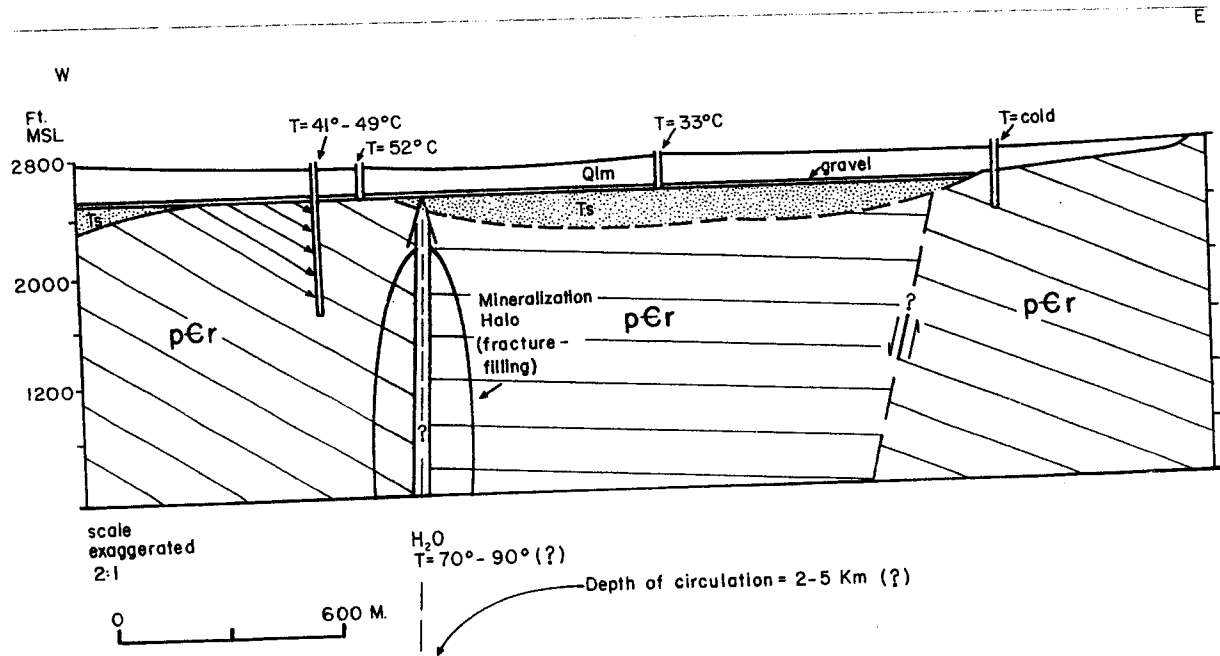 E
W
Ft.
MSL
T=41°-49°C
T=52°C
T=33°C
T=cold
2800
Qlm
gravel
Ts
Ts
2000
Mineralization
Halo
(fracture-
filling)
p€r
p€r
?
p€r
1200
?
scale
exaggerated
2:1
H₂O
T=70°-90°(?)
Depth of circulation = 2-5 Km (?)
0
600 M.